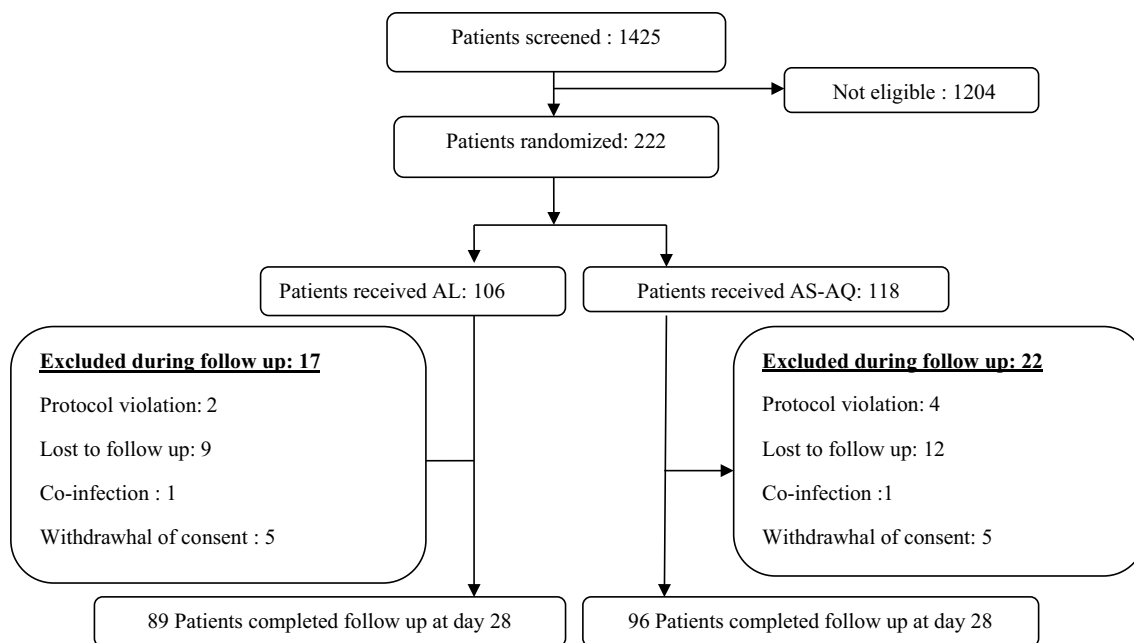 Patients screened : 1425
Not eligible : 1204
Patients randomized: 222
Patients received AL: 106
Patients received AS-AQ: 118
Excluded during follow up: 17
Protocol violation: 2
Lost to follow up: 9
Co-infection : 1
Withdrawhal of consent : 5
Excluded during follow up: 22
Protocol violation: 4
Lost to follow up: 12
Co-infection :1
Withdrawhal of consent: 5
89 Patients completed follow up at day 28
96 Patients completed follow up at day 28